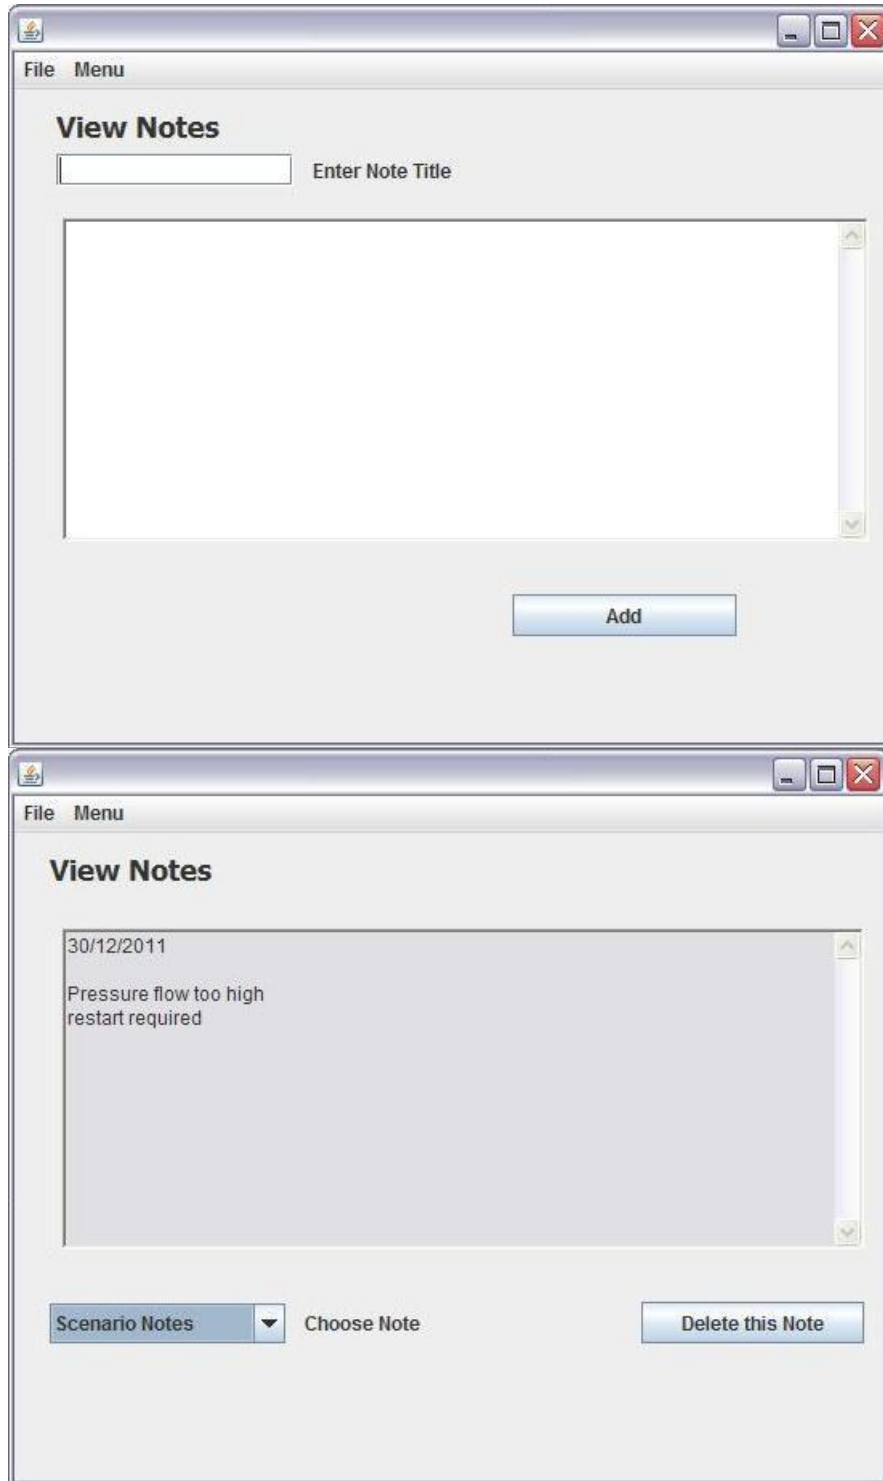 File Menu
View Notes
Enter Note Title
Add
File Menu
View Notes
30/12/2011
Pressure flow too high
restart required
Scenario Notes Choose Note Delete this Note